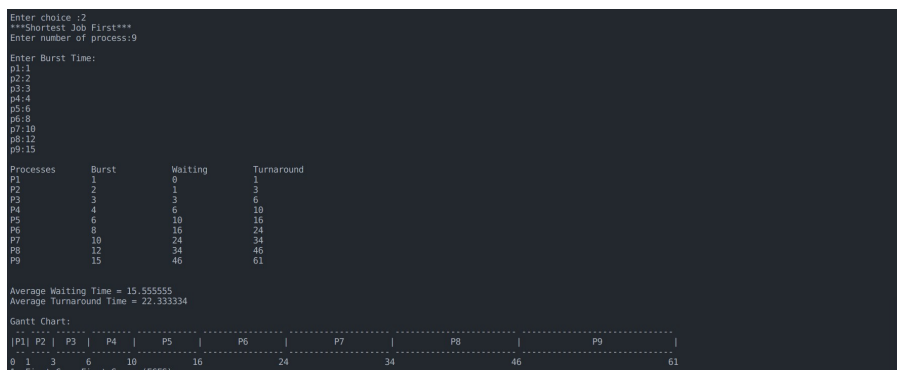 Enter choice :2
***Shortest Job First***
Enter number of process:9
Enter Burst Time:
p1:1
p2:2
p3:3
p4:4
p5:6
p6:8
p7:10
p8:12
p9:15
Processes Burst Waiting Turnaround
P1 1 0 1
P2 2 1 3
P3 3 3 6
P4 4 6 10
P5 6 10 16
P6 8 16 24
P7 10 24 34
P8 12 34 46
P9 15 46 61
Average Waiting Time = 15.555555
Average Turnaround Time = 22.333334
Gantt Chart:
-- ---- ------ -------- ------------ ---------------- -------------------- ------------------------ ------------------------------
|P1| P2 | P3 | P4 | P5 | P6 | P7 | P8 | P9 |
-- ---- ------ -------- ------------ ---------------- -------------------- ------------------------ ------------------------------
0 1 3 6 10 16 24 34 46 61